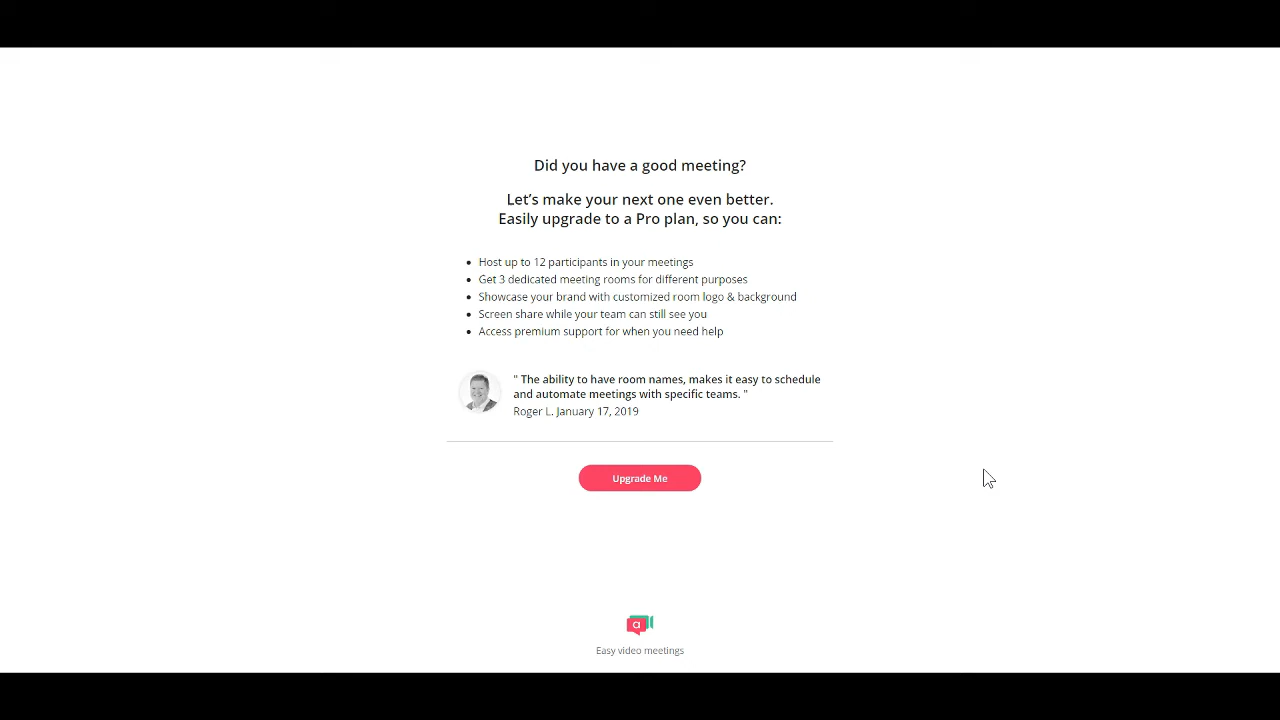 Did you have a good meeting?
Let's make your next one even better.
Easily upgrade to a Pro plan, so you can:
Host up to 12 participants in your meetings
Get 3 dedicated meeting rooms for different purposes
Showcase your brand with customized room logo & background
Screen share while your team can still see you
Access premium support for when you need help
" The ability to have room names, makes it easy to schedule
and automate meetings with specific teams. "
Roger L. January 17, 2019
Upgrade Me
a
Easy video meetings